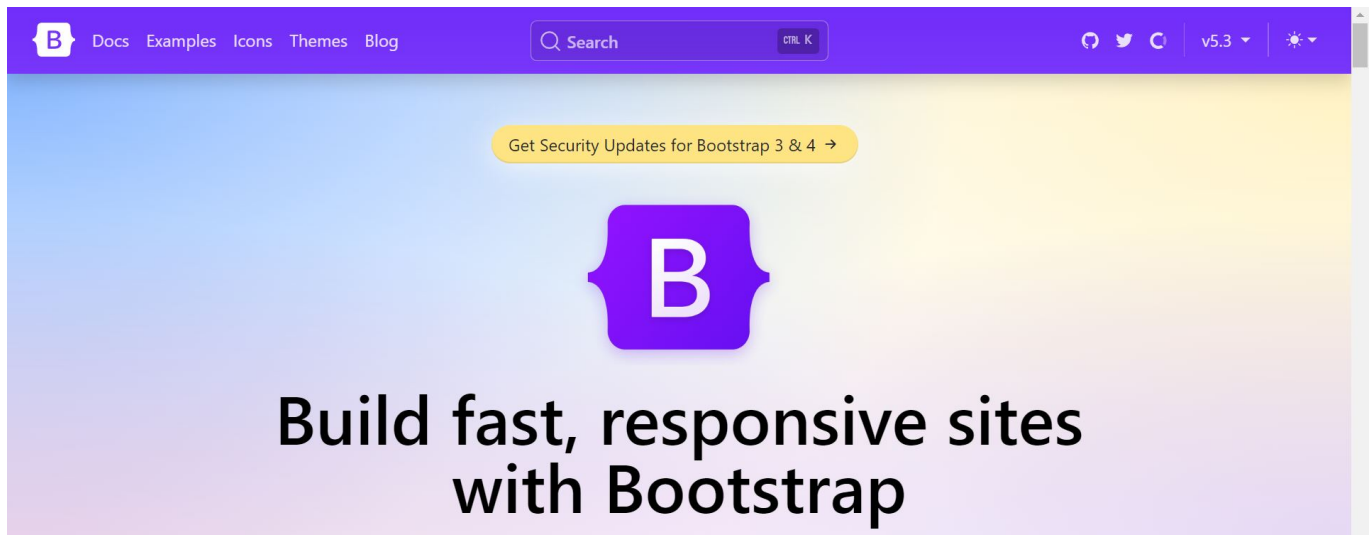 B Docs Examples Icons Themes Blog Search CTRL K v5.3
Get Security Updates for Bootstrap 3 & 4 →
B
Build fast, responsive sites
with Bootstrap